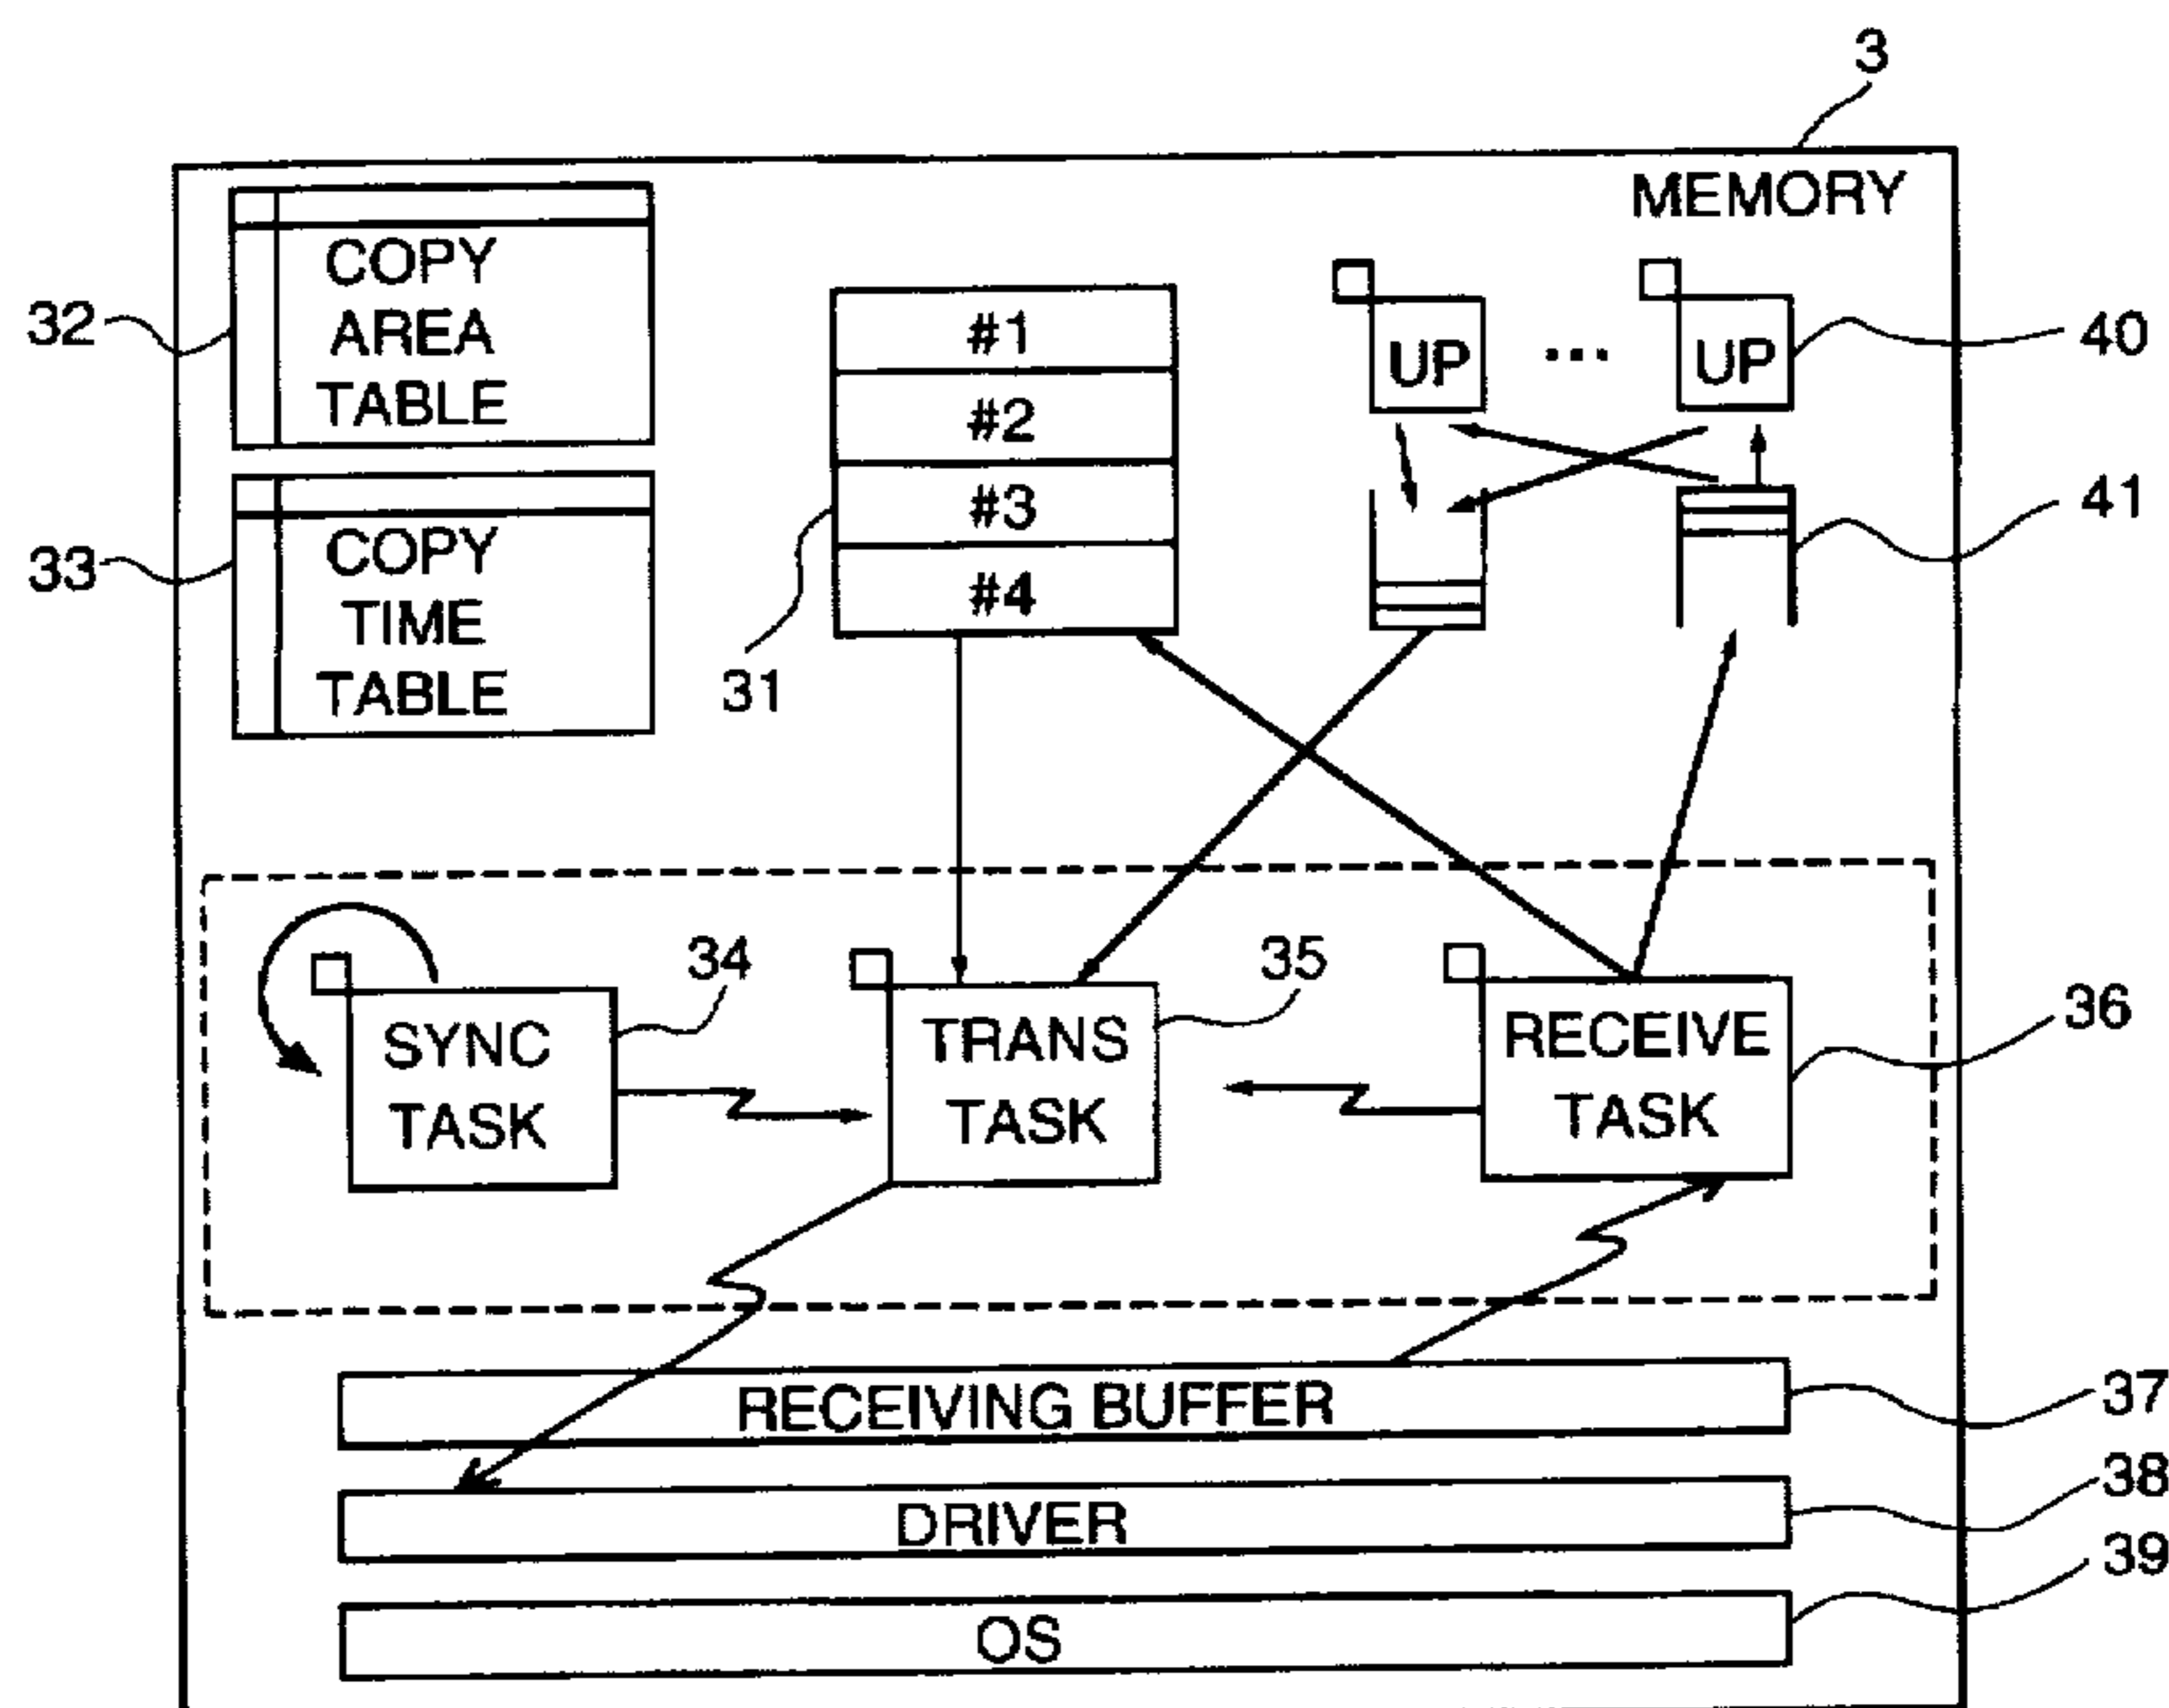 3
MEMORY
32
COPY
AREA
TABLE
33
COPY
TIME
TABLE
#1
#2
#3
#4
31
UP
...
UP
40
41
34
35
36
SYNC
TASK
TRANS
TASK
RECEIVE
TASK
RECEIVING BUFFER
37
DRIVER
38
OS
39